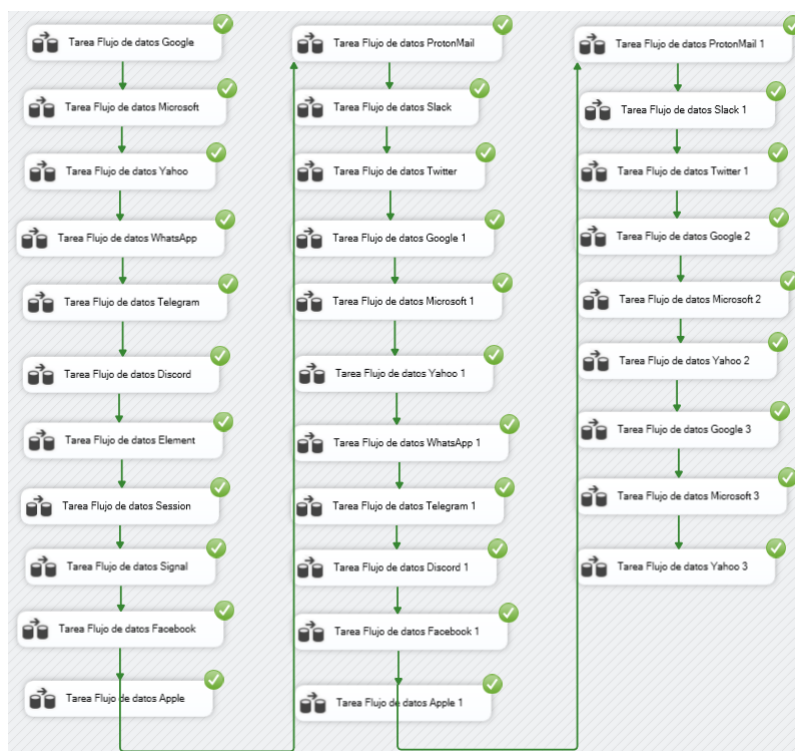 Tarea Flujo de datos Google
Tarea Flujo de datos Microsoft
Tarea Flujo de datos Yahoo
Tarea Flujo de datos WhatsApp
Tarea Flujo de datos Telegram
Tarea Flujo de datos Discord
Tarea Flujo de datos Element
Tarea Flujo de datos Session
Tarea Flujo de datos Signal
Tarea Flujo de datos Facebook
Tarea Flujo de datos Apple
Tarea Flujo de datos ProtonMail
Tarea Flujo de datos Slack
Tarea Flujo de datos Twitter
Tarea Flujo de datos Google 1
Tarea Flujo de datos Microsoft 1
Tarea Flujo de datos Yahoo 1
Tarea Flujo de datos WhatsApp 1
Tarea Flujo de datos Telegram 1
Tarea Flujo de datos Discord 1
Tarea Flujo de datos Facebook 1
Tarea Flujo de datos Apple 1
Tarea Flujo de datos ProtonMail 1
Tarea Flujo de datos Slack 1
Tarea Flujo de datos Twitter 1
Tarea Flujo de datos Google 2
Tarea Flujo de datos Microsoft 2
Tarea Flujo de datos Yahoo 2
Tarea Flujo de datos Google 3
Tarea Flujo de datos Microsoft 3
Tarea Flujo de datos Yahoo 3